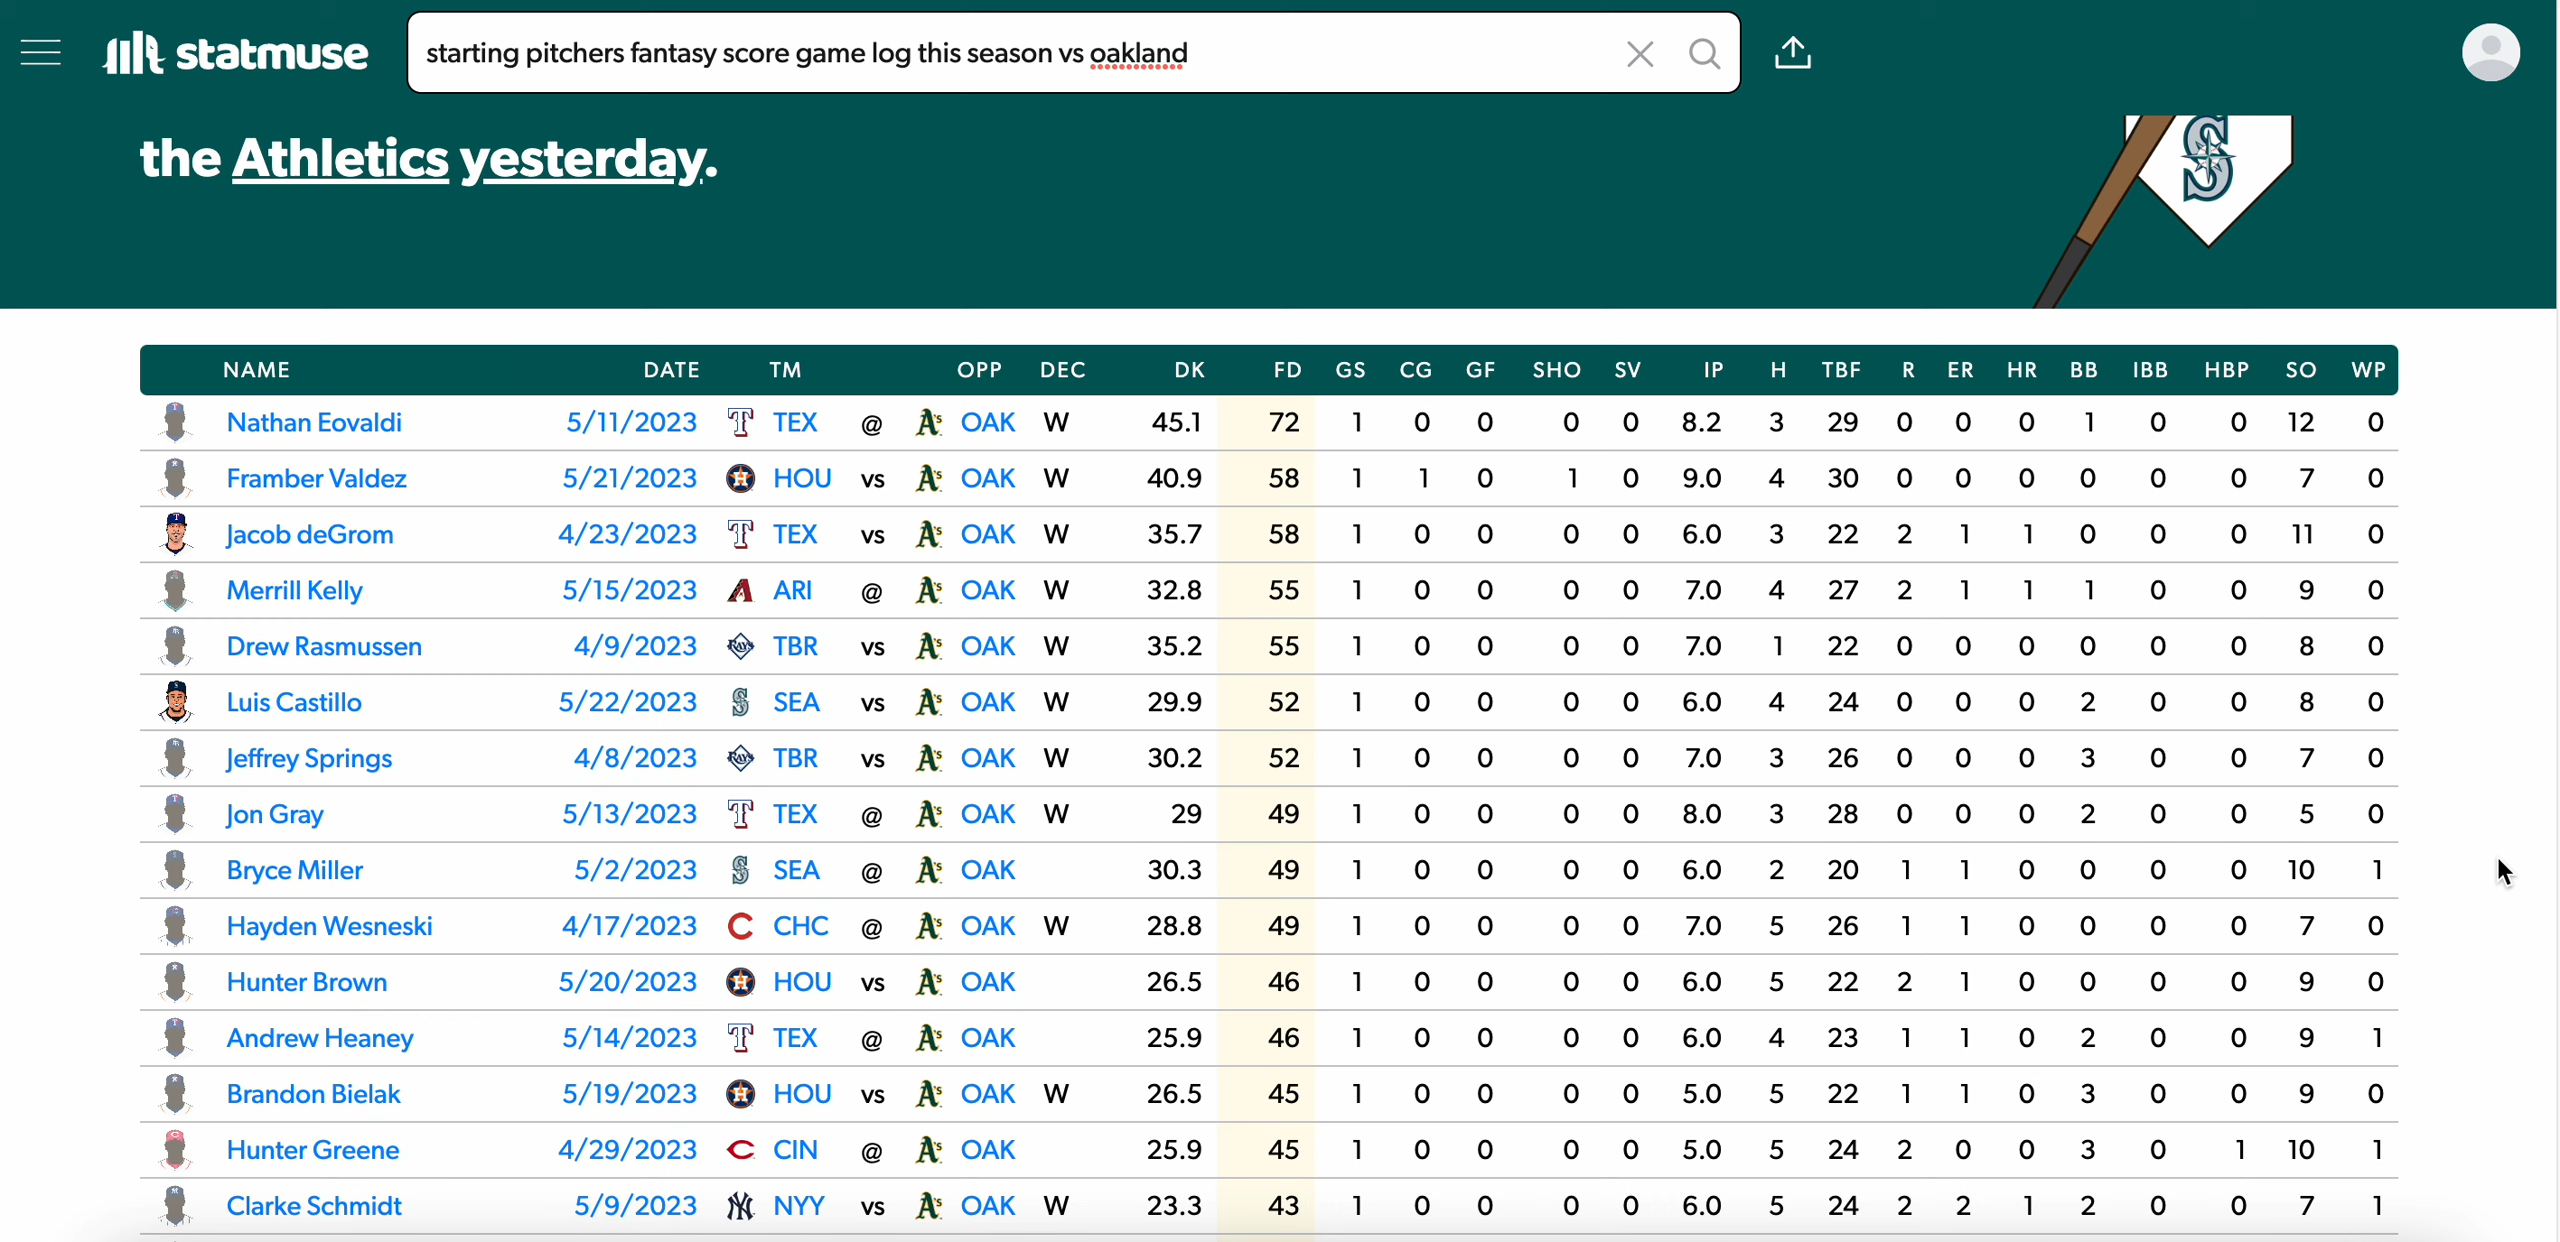 statmuse
starting pitchers fantasy score game log this season vs oakland
the Athletics yesterday.
NAME DATE TM OPP DEC DK FD GS CG GF SHO SV IP H TBF R ER HR BB IBB HBP SO WP
Nathan Eovaldi 5/11/2023 TEX @ OAK W 45.1 72 1 0 0 0 0 8.2 3 29 0 0 0 1 0 0 12 0
Framber Valdez 5/21/2023 HOU vs OAK W 40.9 58 1 1 0 1 0 9.0 4 30 0 0 0 0 0 0 7 0
Jacob deGrom 4/23/2023 TEX vs OAK W 35.7 58 1 0 0 0 0 6.0 3 22 2 1 1 0 0 0 11 0
Merrill Kelly 5/15/2023 ARI @ OAK W 32.8 55 1 0 0 0 0 7.0 4 27 2 1 1 1 0 0 9 0
Drew Rasmussen 4/9/2023 TBR vs OAK W 35.2 55 1 0 0 0 0 7.0 1 22 0 0 0 0 0 0 8 0
Luis Castillo 5/22/2023 SEA vs OAK W 29.9 52 1 0 0 0 0 6.0 4 24 0 0 0 2 0 0 8 0
Jeffrey Springs 4/8/2023 TBR vs OAK W 30.2 52 1 0 0 0 0 7.0 3 26 0 0 0 3 0 0 7 0
Jon Gray 5/13/2023 TEX @ OAK W 29 49 1 0 0 0 0 8.0 3 28 0 0 0 2 0 0 5 0
Bryce Miller 5/2/2023 SEA @ OAK 30.3 49 1 0 0 0 0 6.0 2 20 1 1 0 0 0 0 10 1
Hayden Wesneski 4/17/2023 CHC @ OAK W 28.8 49 1 0 0 0 0 7.0 5 26 1 1 0 0 0 0 7 0
Hunter Brown 5/20/2023 HOU vs OAK 26.5 46 1 0 0 0 0 6.0 5 22 2 1 0 0 0 0 9 0
Andrew Heaney 5/14/2023 TEX @ OAK 25.9 46 1 0 0 0 0 6.0 4 23 1 1 0 2 0 0 9 1
Brandon Bielak 5/19/2023 HOU vs OAK W 26.5 45 1 0 0 0 0 5.0 5 22 1 1 0 3 0 0 9 0
Hunter Greene 4/29/2023 CIN @ OAK 25.9 45 1 0 0 0 0 5.0 5 24 2 0 0 3 0 1 10 1
Clarke Schmidt 5/9/2023 NYY vs OAK W 23.3 43 1 0 0 0 0 6.0 5 24 2 2 1 2 0 0 7 1